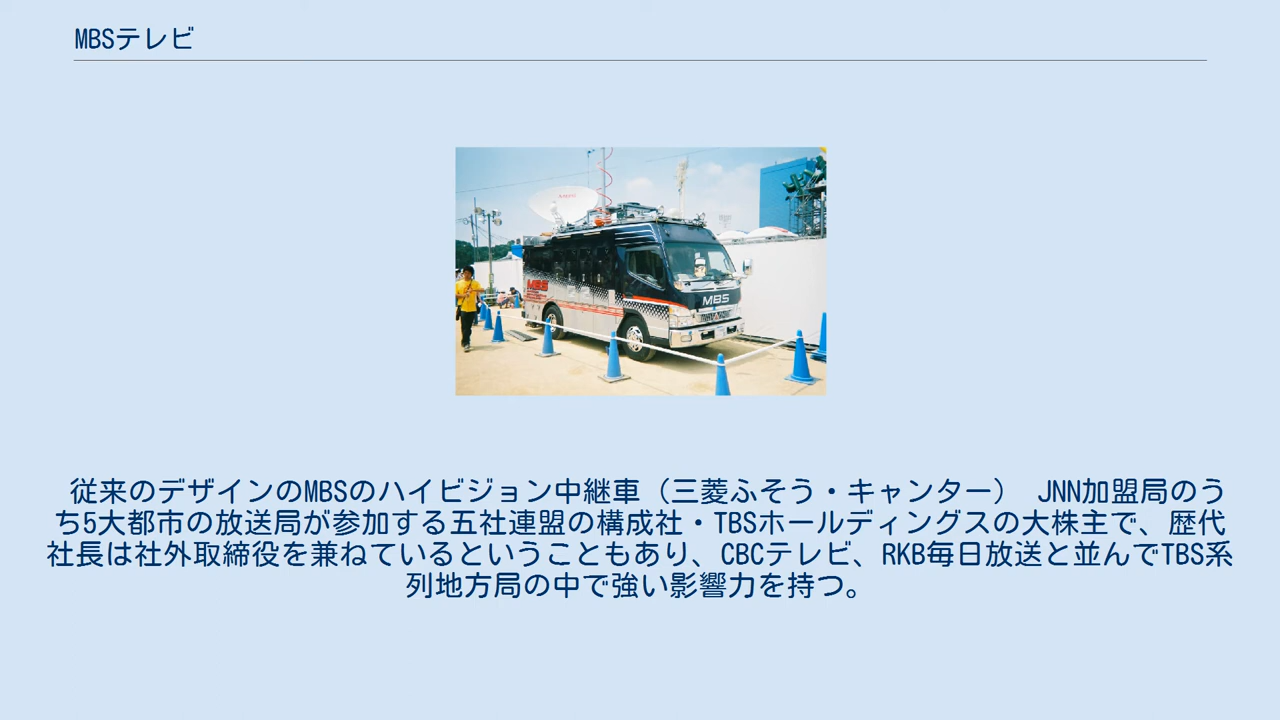 MBSテレビ
MBS
MBS
従来のデザインのMBSのハイビジョン中継車（三菱ふそう・キャンター） JNN加盟局のう
ち5大都市の放送局が参加する五社連盟の構成社・TBSホールディングスの大株主で、歴代
社長は社外取締役を兼ねているということもあり、CBCテレビ、RKB毎日放送と並んでTBS系
列地方局の中で強い影響力を持つ。